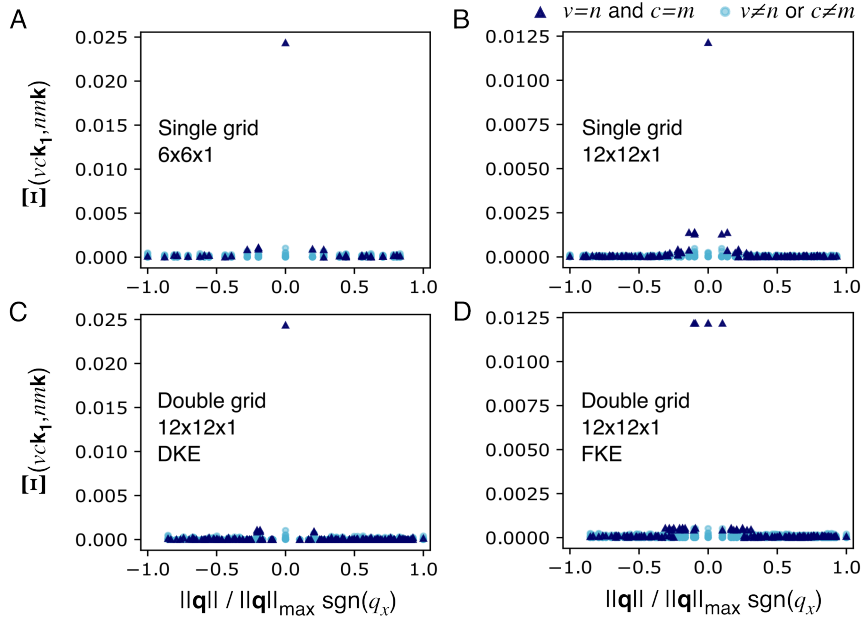 v=n and c=m v≠n or c≠m
A
0.025
0.020
0.015
0.010
0.005
0.000
Ξ(vck₁,nmk)
Single grid
6x6x1
−1.0 −0.5 0.0 0.5 1.0
B
0.0125
0.0100
0.0075
0.0050
0.0025
0.0000
Single grid
12x12x1
−1.0 −0.5 0.0 0.5 1.0
C
0.025
0.020
0.015
0.010
0.005
0.000
Ξ(vck₁,nmk)
Double grid
12x12x1
DKE
−1.0 −0.5 0.0 0.5 1.0
||q|| / ||q||max sgn(qx)
D
0.0125
0.0100
0.0075
0.0050
0.0025
0.0000
Double grid
12x12x1
FKE
−1.0 −0.5 0.0 0.5 1.0
||q|| / ||q||max sgn(qx)